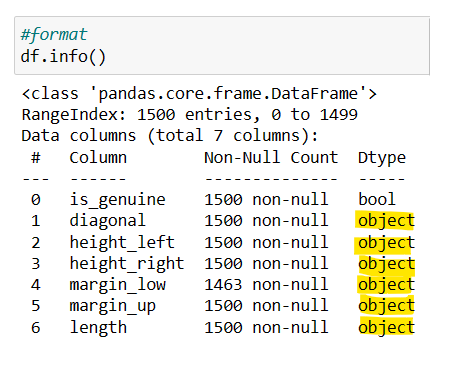 #format
df.info()
<class 'pandas.core.frame.DataFrame'>
RangeIndex: 1500 entries, 0 to 1499
Data columns (total 7 columns):
 #   Column        Non-Null Count  Dtype
---  ------        --------------  -----
 0   is_genuine    1500 non-null   bool
 1   diagonal      1500 non-null   object
 2   height_left   1500 non-null   object
 3   height_right  1500 non-null   object
 4   margin_low    1463 non-null   object
 5   margin_up     1500 non-null   object
 6   length        1500 non-null   object